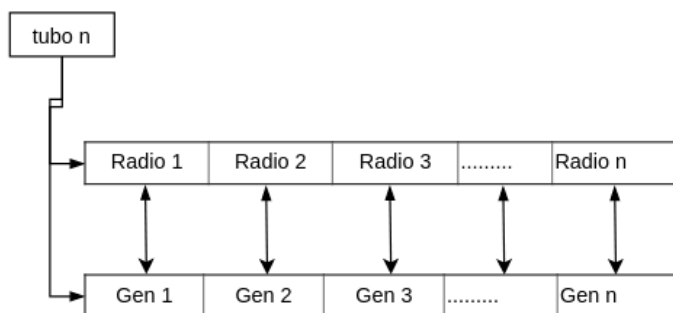 tubo n
Radio 1 Radio 2 Radio 3 ......... Radio n
Gen 1 Gen 2 Gen 3 ......... Gen n